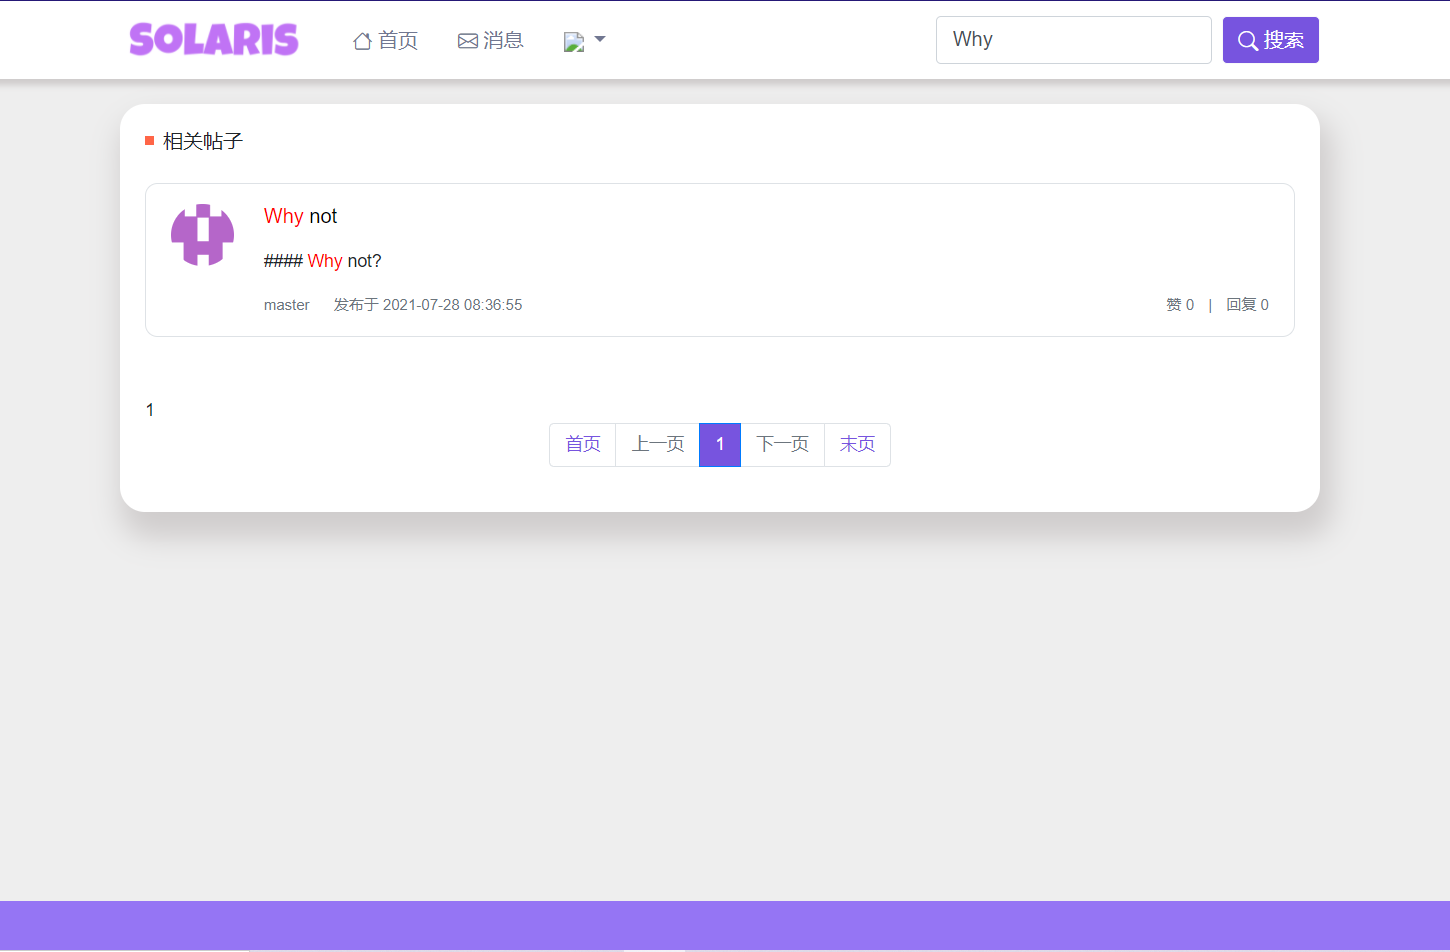 SOLARIS 首页 消息 Why 搜索
相关帖子
Why not
#### Why not?
master 发布于 2021-07-28 08:36:55 赞 0 | 回复 0
1
首页 上一页 1 下一页 末页